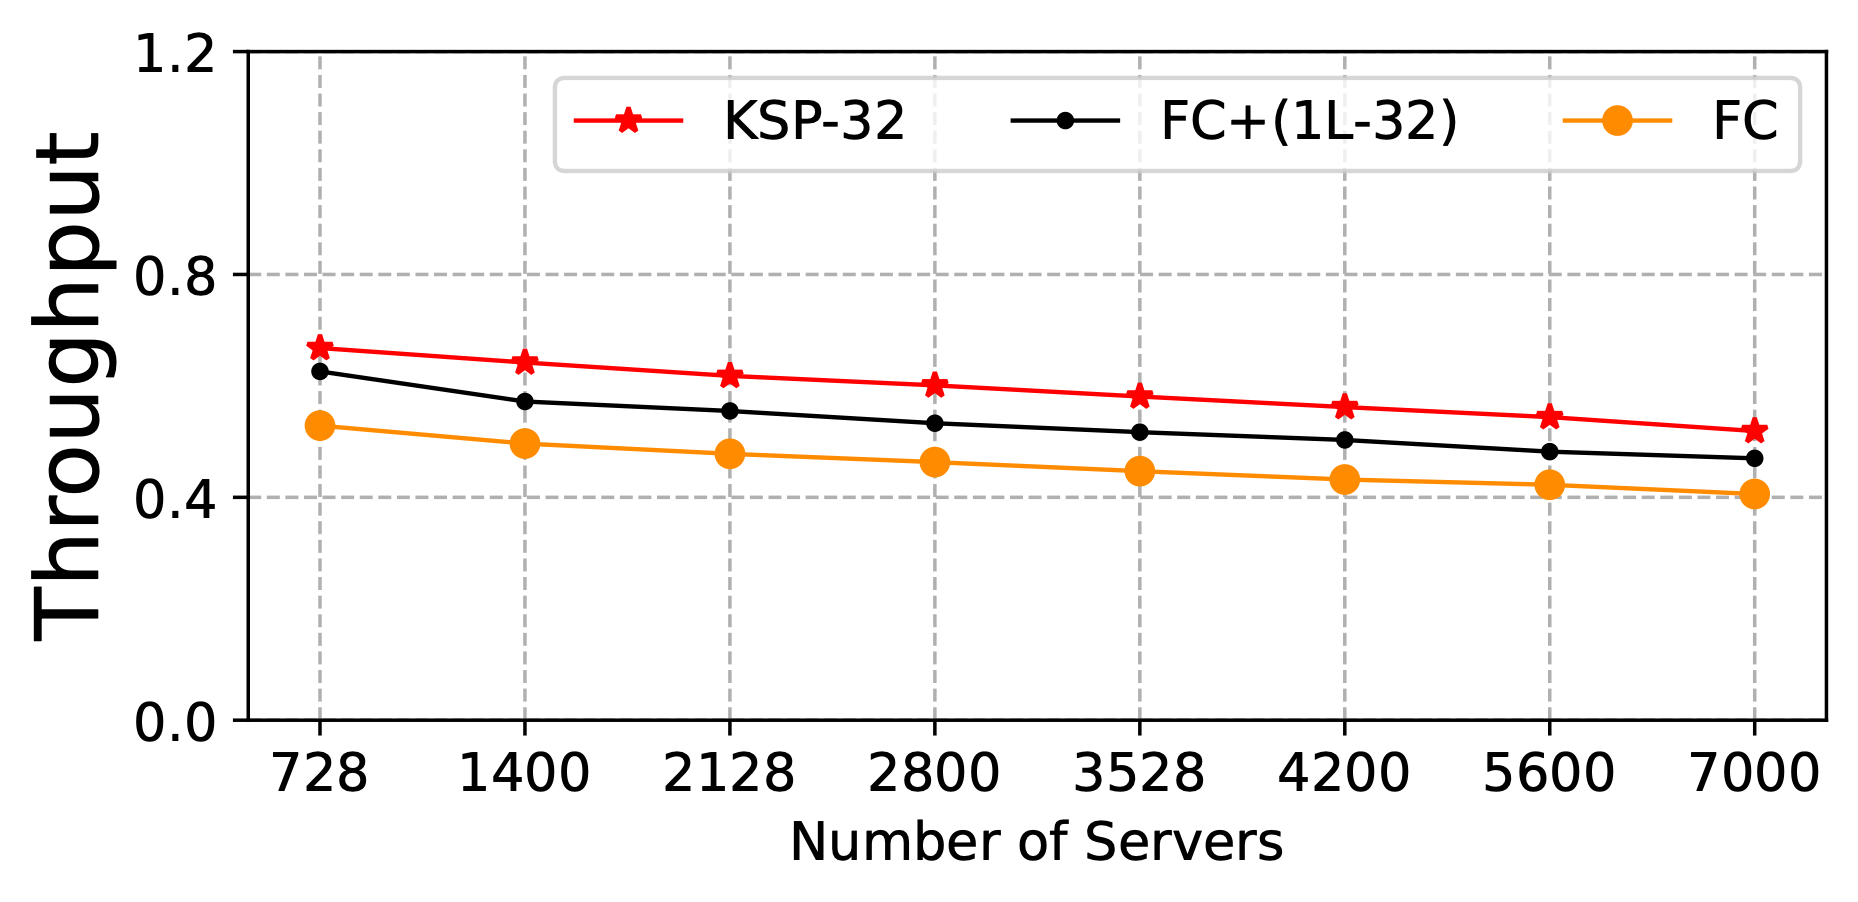 Throughput
1.2
0.8
0.4
0.0
KSP-32 FC+(1L-32) FC
728 1400 2128 2800 3528 4200 5600 7000
Number of Servers